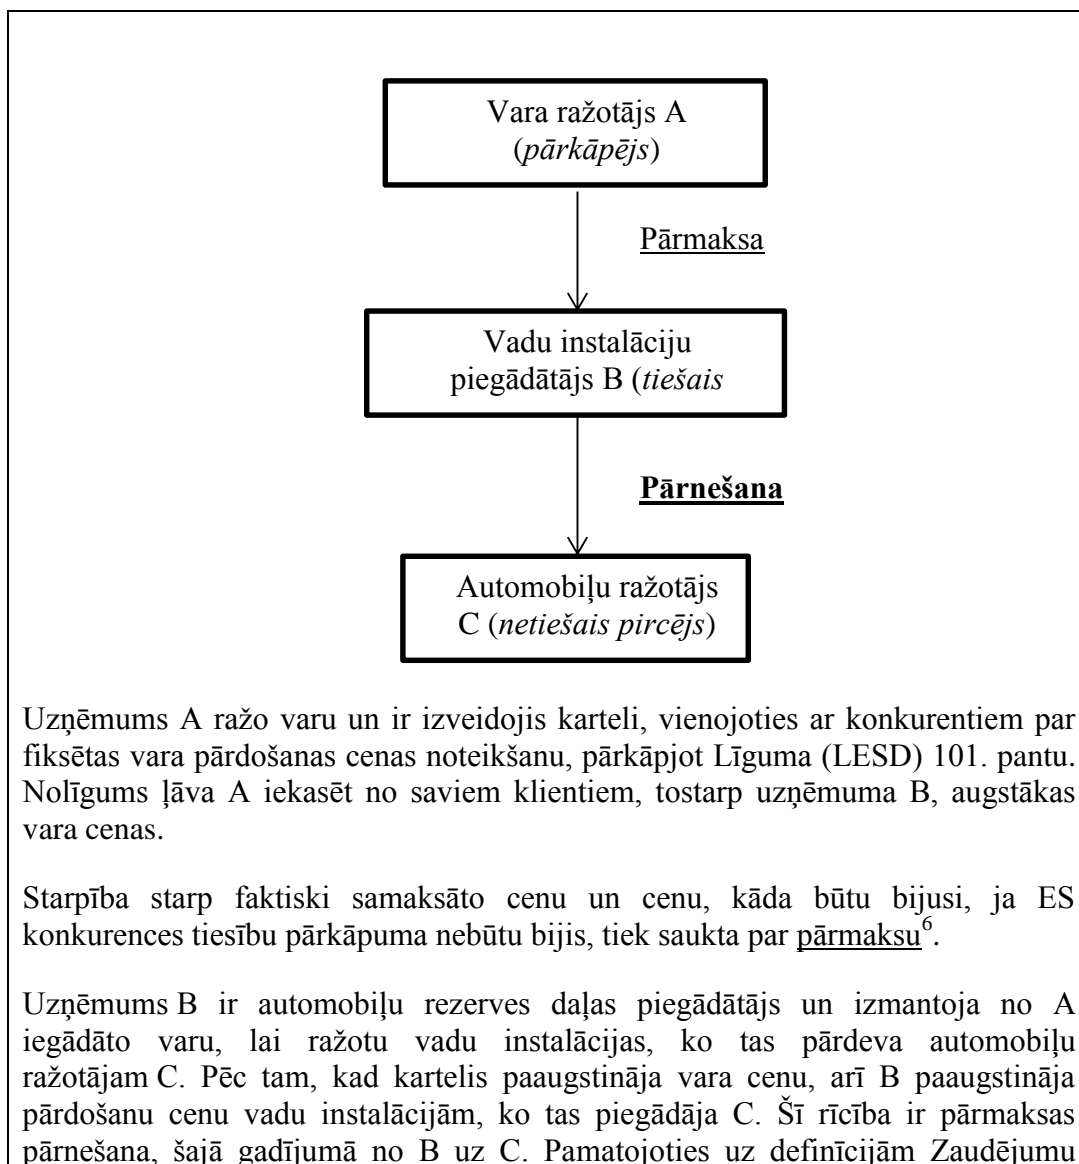 Vara ražotājs A
(pārkāpējs)
Pārmaksa
Vadu instalāciju
piegādātājs B (tiešais
Pārnešana
Automobiļu ražotājs
C (netiešais pircējs)
Uzņēmums A ražo varu un ir izveidojis karteli, vienojoties ar konkurentiem par
fiksētas vara pārdošanas cenas noteikšanu, pārkāpjot Līguma (LESD) 101. pantu.
Nolīgums ļāva A iekasēt no saviem klientiem, tostarp uzņēmuma B, augstākas
vara cenas.
Starpība starp faktiski samaksāto cenu un cenu, kāda būtu bijusi, ja ES
konkurences tiesību pārkāpuma nebūtu bijis, tiek saukta par pārmaksu⁶.
Uzņēmums B ir automobiļu rezerves daļas piegādātājs un izmantoja no A
iegādāto varu, lai ražotu vadu instalācijas, ko tas pārdeva automobiļu
ražotājam C. Pēc tam, kad kartelis paaugstināja vara cenu, arī B paaugstināja
pārdošanu cenu vadu instalācijām, ko tas piegādāja C. Šī rīcība ir pārmaksas
pārnešana, šajā gadījumā no B uz C. Pamatojoties uz definīcijām Zaudējumu